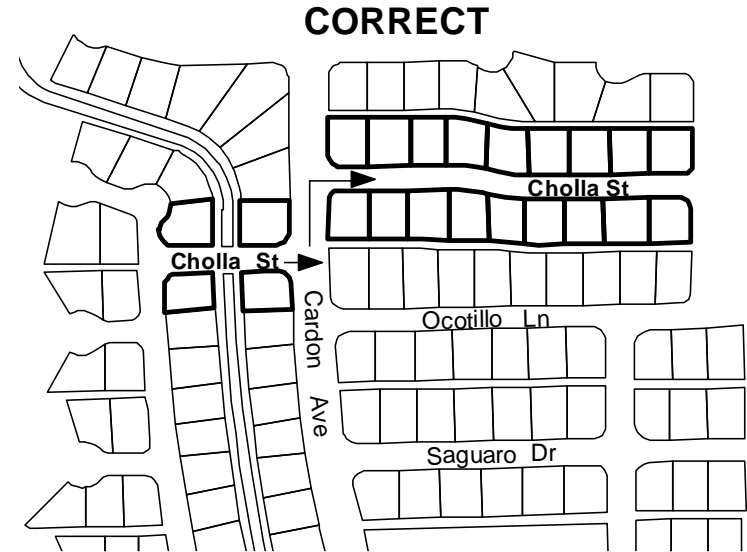 CORRECT
Cholla St
Cholla St
Cardon Ave
Ocotillo Ln
Saguaro Dr